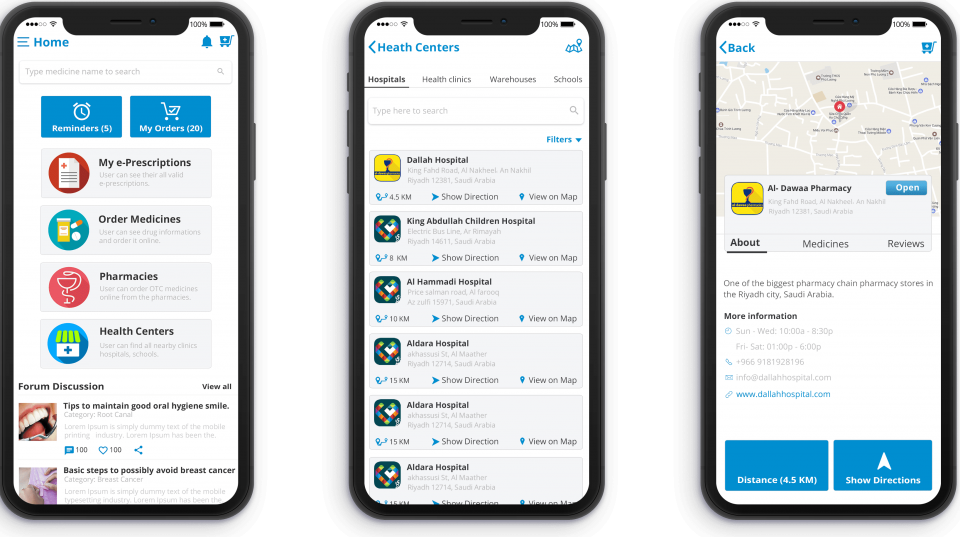 100%
Home
Type medicine name to search
Reminders (5)
My Orders (20)
My e-Prescriptions
User can see their all valid
e-prescriptions.
Order Medicines
User can see drug informations
and order it online.
Pharmacies
User can order OTC medicines
online from the pharmacies.
Health Centers
User can find all nearby clinics
hospitals, schools.
Forum Discussion
View all
Tips to maintain good oral hygiene smile.
Category: Root Canal
Lorem Ipsum is simply dummy text of the mobile
printing industry. Lorem Ipsum has been the.
100 100
Basic steps to possibly avoid breast cancer
Category: Breast Cancer
Lorem Ipsum is simply dummy text of the mobile
typesetting industry. Lorem Ipsum has been the.
100%
Heath Centers
Hospitals Health clinics Warehouses Schools
Type here to search
Filters
Dallah Hospital
King Fahd Road, Al Nakheel, An Nakhil
Riyadh 12381, Saudi Arabia
4.5 KM Show Direction View on Map
King Abdullah Children Hospital
Electric Bus Line, Ar Rimayah
Riyadh 14611, Saudi Arabia
8 KM Show Direction View on Map
Al Hammadi Hospital
Price salman road, Al farooq
Az zulfi 15971, Saudi Arabia
10 KM Show Direction View on Map
Aldara Hospital
akhassusi St, Al Maather
Riyadh 12714, Saudi Arabia
15 KM Show Direction View on Map
Aldara Hospital
akhassusi St, Al Maather
Riyadh 12714, Saudi Arabia
15 KM Show Direction View on Map
Aldara Hospital
akhassusi St, Al Maather
Riyadh 12714, Saudi Arabia
15 KM Show Direction View on Map
100%
Back
Al- Dawaa Pharmacy
Open
King Fahd Road, Al Nakheel, An Nakhil
Riyadh 12381, Saudi Arabia
About Medicines Reviews
One of the biggest pharmacy chain pharmacy stores in
the Riyadh city, Saudi Arabia.
More information
Sun - Wed: 10:00a - 8:30p
Fri- Sat: 01:00p - 6:00p
+966 9181928196
info@dallahhospital.com
www.dallahhospital.com
Distance (4.5 KM)
Show Directions